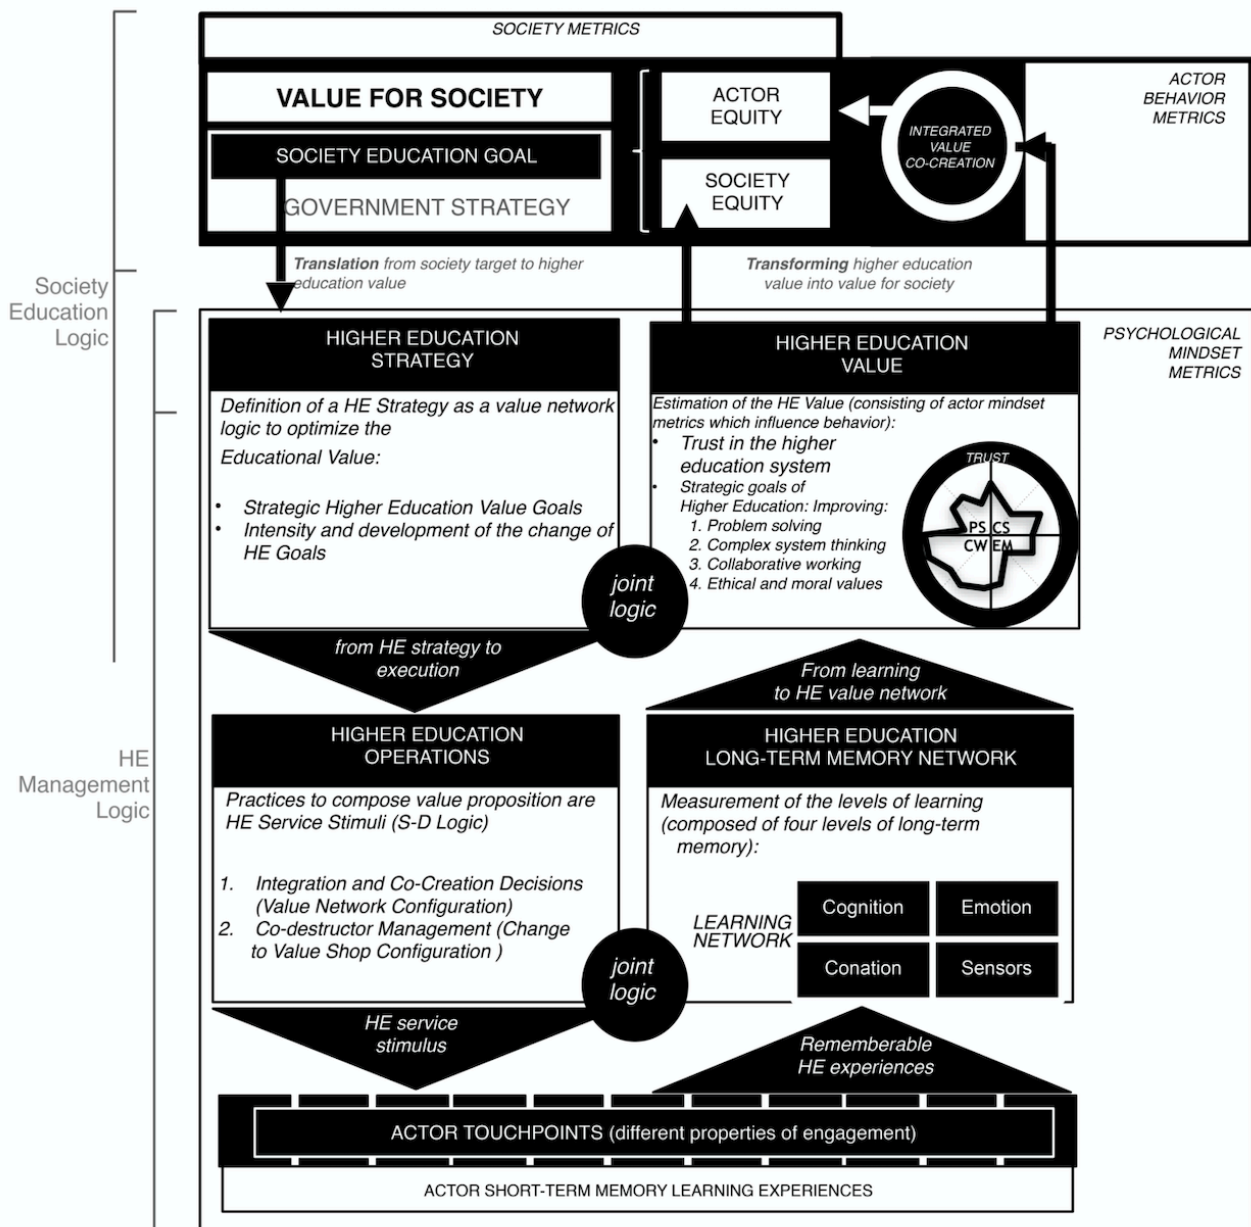 SOCIETY METRICS
VALUE FOR SOCIETY
SOCIETY EDUCATION GOAL
GOVERNMENT STRATEGY
ACTOR
EQUITY
SOCIETY
EQUITY
INTEGRATED
VALUE
CO-CREATION
ACTOR
BEHAVIOR
METRICS
Society
Education
Logic
Translation from society target to higher
education value
Transforming higher education
value into value for society
HIGHER EDUCATION
STRATEGY
Definition of a HE Strategy as a value network
logic to optimize the
Educational Value:
• Strategic Higher Education Value Goals
• Intensity and development of the change of
HE Goals
HIGHER EDUCATION
VALUE
Estimation of the HE Value (consisting of actor mindset
metrics which influence behavior):
• Trust in the higher
education system
• Strategic goals of
Higher Education: Improving:
1. Problem solving
2. Complex system thinking
3. Collaborative working
4. Ethical and moral values
TRUST
PS CS
CW EM
PSYCHOLOGICAL
MINDSET
METRICS
joint
logic
from HE strategy to
execution
From learning
to HE value network
HE
Management
Logic
HIGHER EDUCATION
OPERATIONS
Practices to compose value proposition are
HE Service Stimuli (S-D Logic)
1. Integration and Co-Creation Decisions
(Value Network Configuration)
2. Co-destructor Management (Change
to Value Shop Configuration )
HIGHER EDUCATION
LONG-TERM MEMORY NETWORK
Measurement of the levels of learning
(composed of four levels of long-term
memory):
LEARNING
NETWORK
Cognition
Emotion
Conation
Sensors
joint
logic
HE service
stimulus
Rememberable
HE experiences
ACTOR TOUCHPOINTS (different properties of engagement)
ACTOR SHORT-TERM MEMORY LEARNING EXPERIENCES